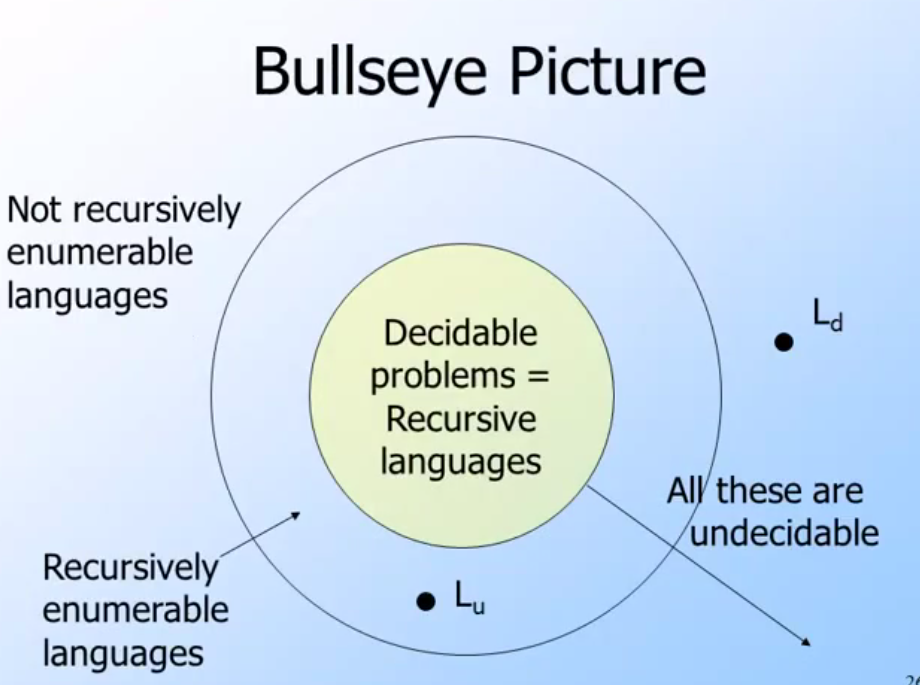 Bullseye Picture
Not recursively
enumerable
languages
Decidable
problems =
Recursive
languages
L_d
All these are
undecidable
Recursively
enumerable
languages
L_u